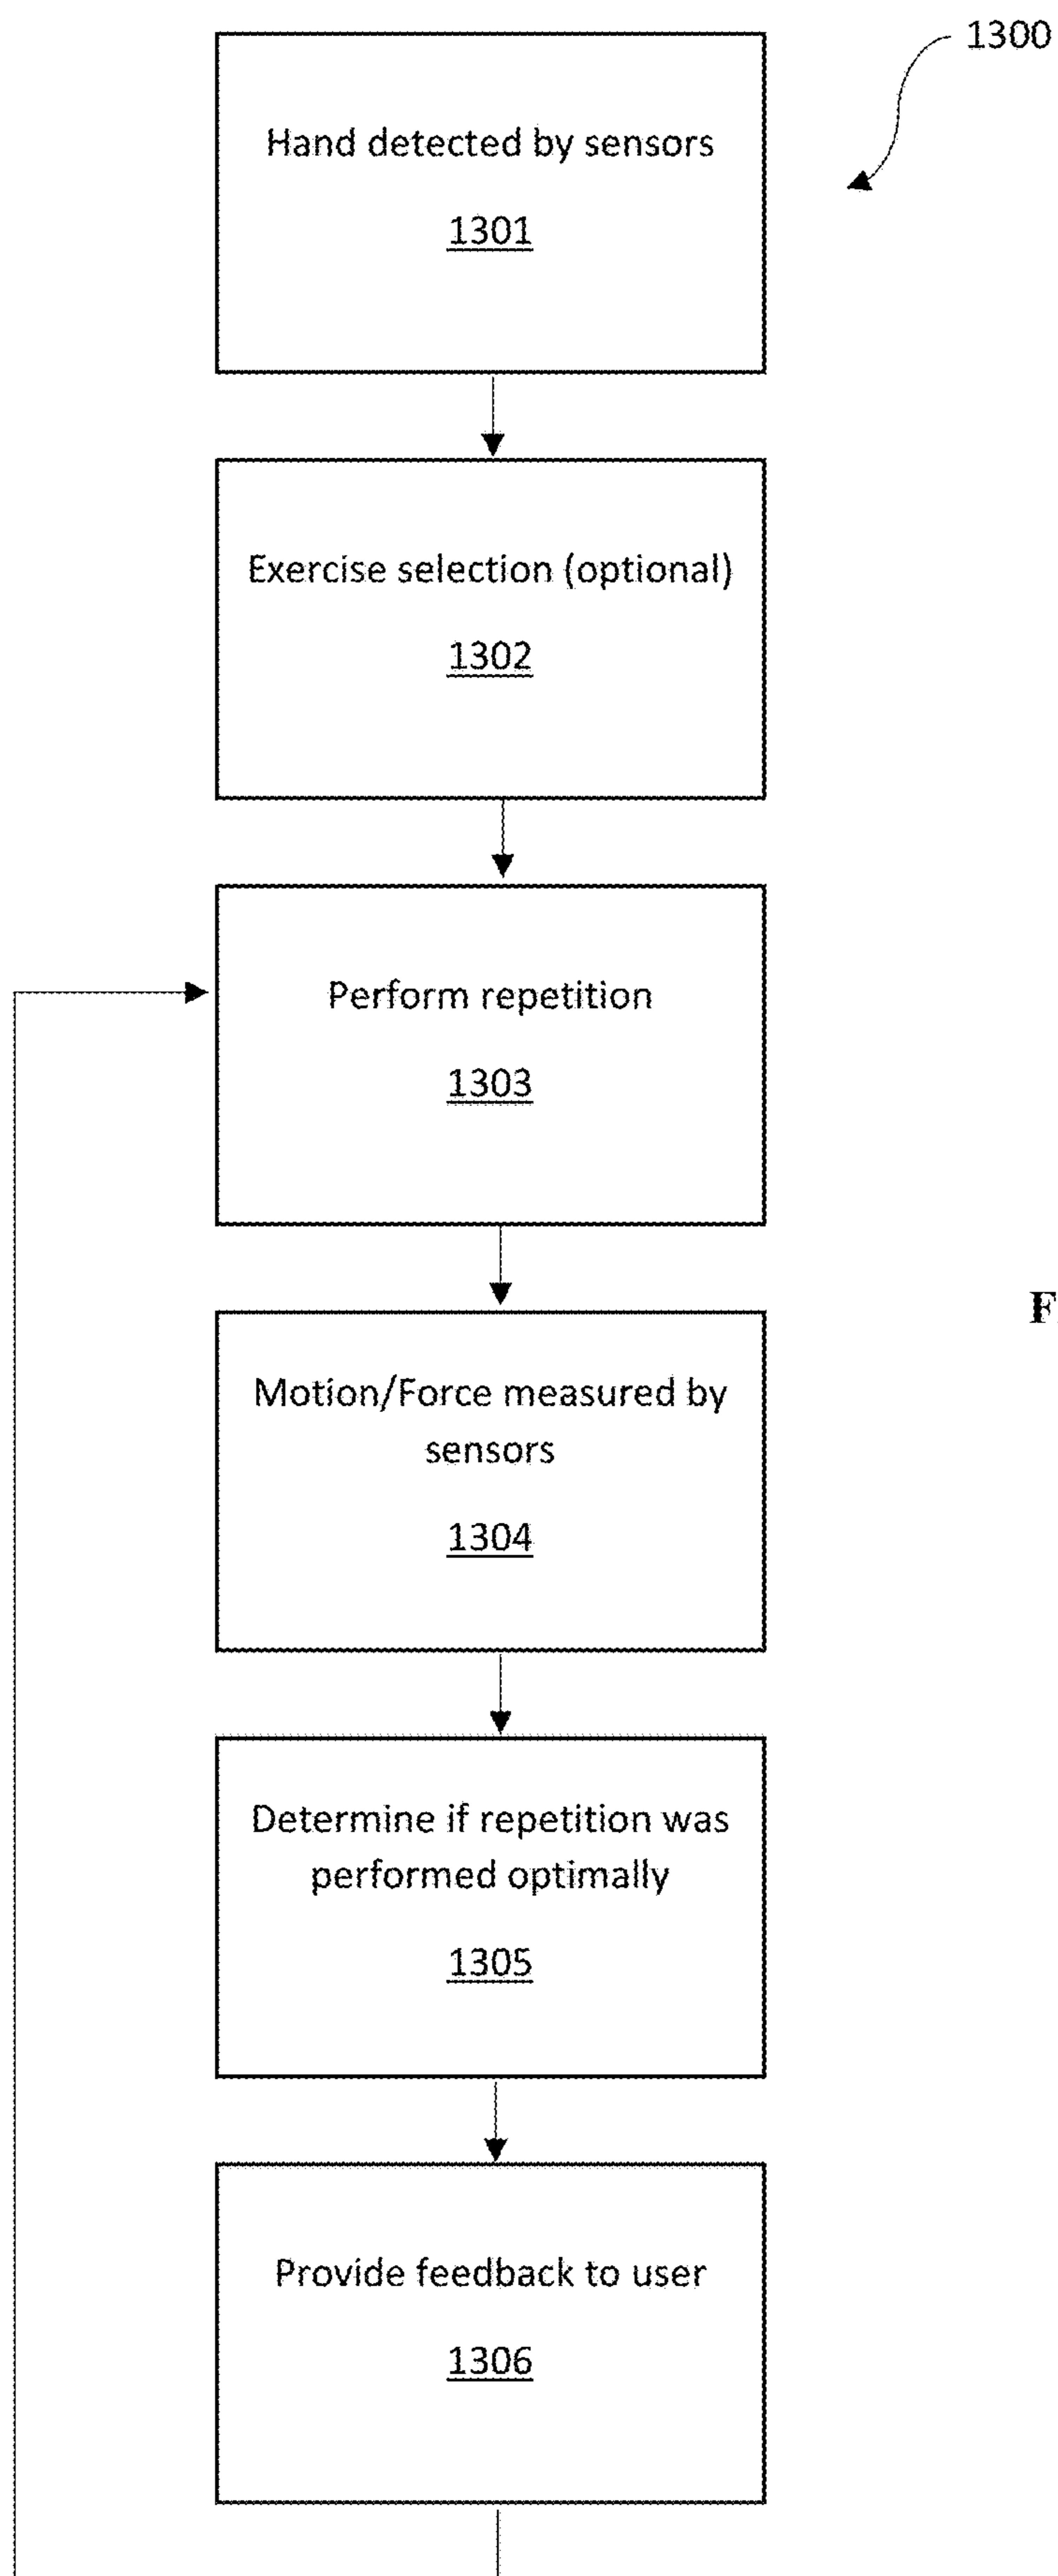 1300
Hand detected by sensors
1301
Exercise selection (optional)
1302
Perform repetition
1303
F
Motion/Force measured by
sensors
1304
Determine if repetition was
performed optimally
1305
Provide feedback to user
1306